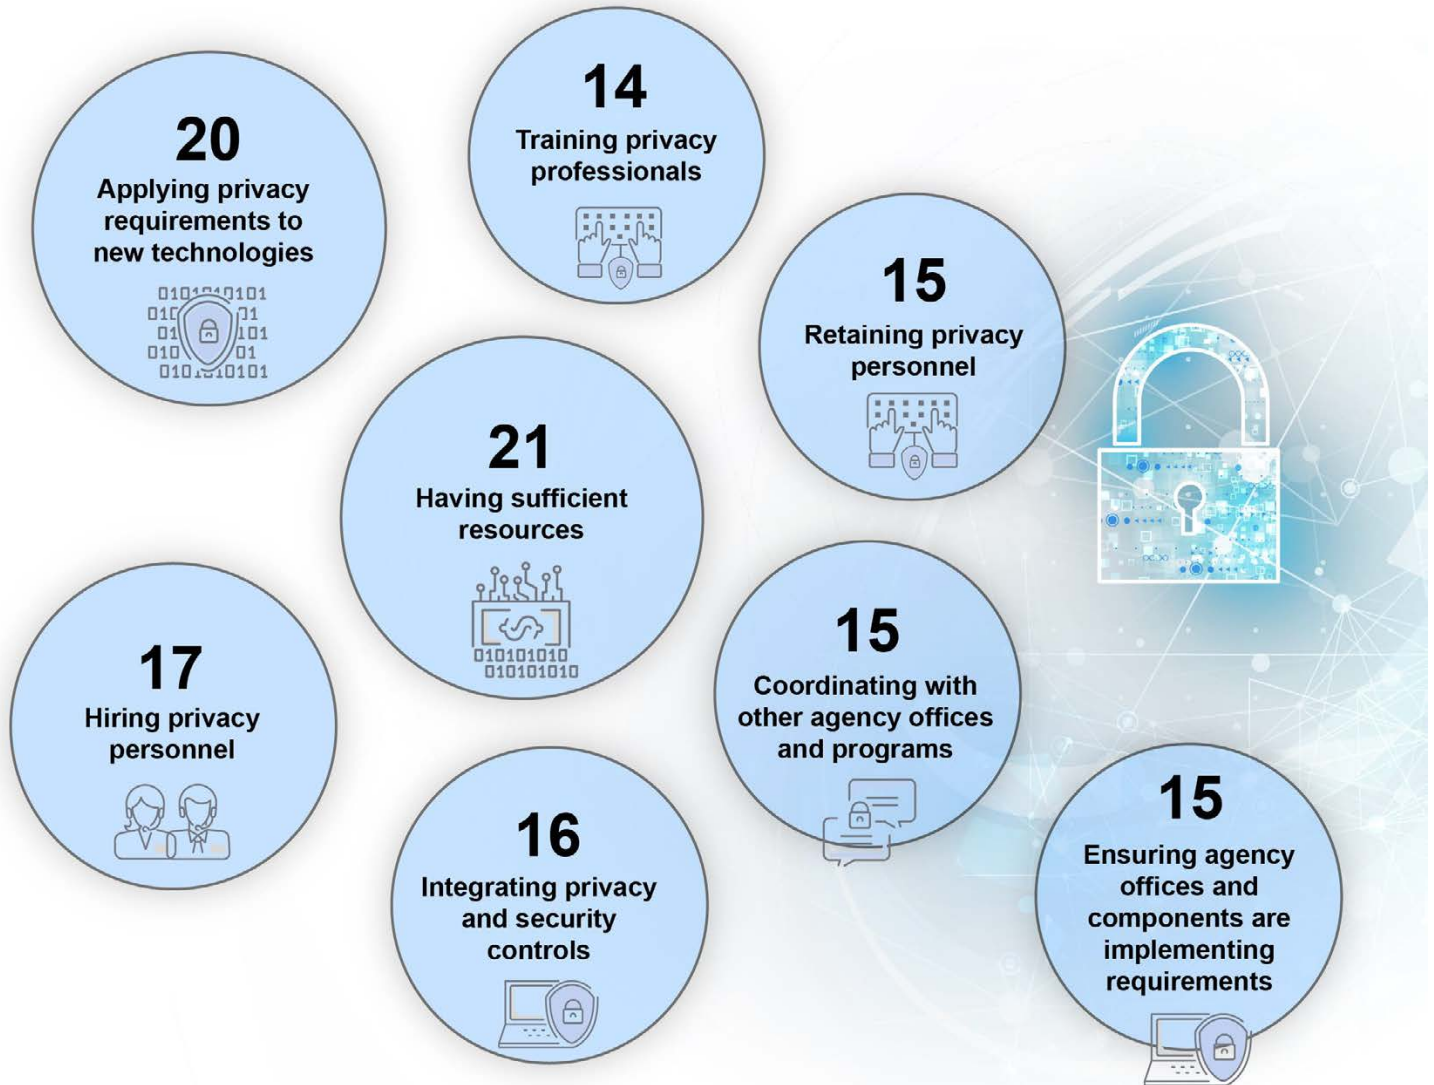 20
Applying privacy
requirements to
new technologies
14
Training privacy
professionals
15
Retaining privacy
personnel
21
Having sufficient
resources
010101010
010101010
17
Hiring privacy
personnel
15
Coordinating with
other agency offices
and programs
16
Integrating privacy
and security
controls
15
Ensuring agency
offices and
components are
implementing
requirements